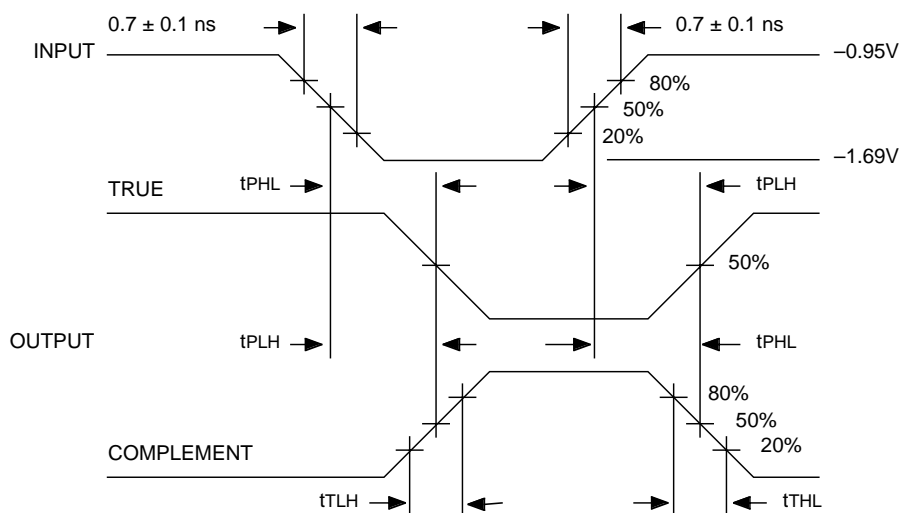 0.7 ± 0.1 ns 0.7 ± 0.1 ns
INPUT –0.95V
80%
50%
20%
–1.69V
tPHL tPLH
TRUE
50%
OUTPUT tPLH tPHL
80%
50%
COMPLEMENT 20%
tTLH tTHL